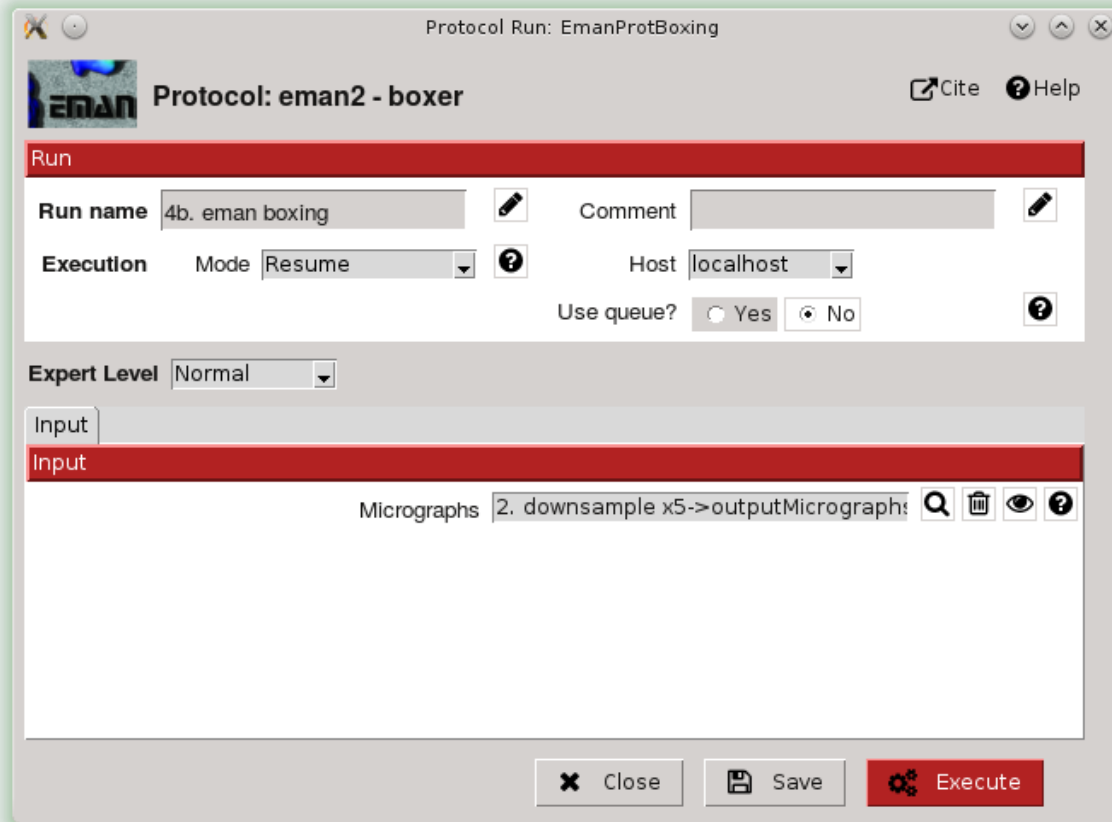 Protocol Run: EmanProtBoxing
EMAN
Protocol: eman2 - boxer
Cite
Help
Run
Run name 4b. eman boxing
Comment
Execution Mode Resume
Host localhost
Use queue? Yes No
Expert Level Normal
Input
Input
Micrographs 2. downsample x5->outputMicrographs
Close Save Execute